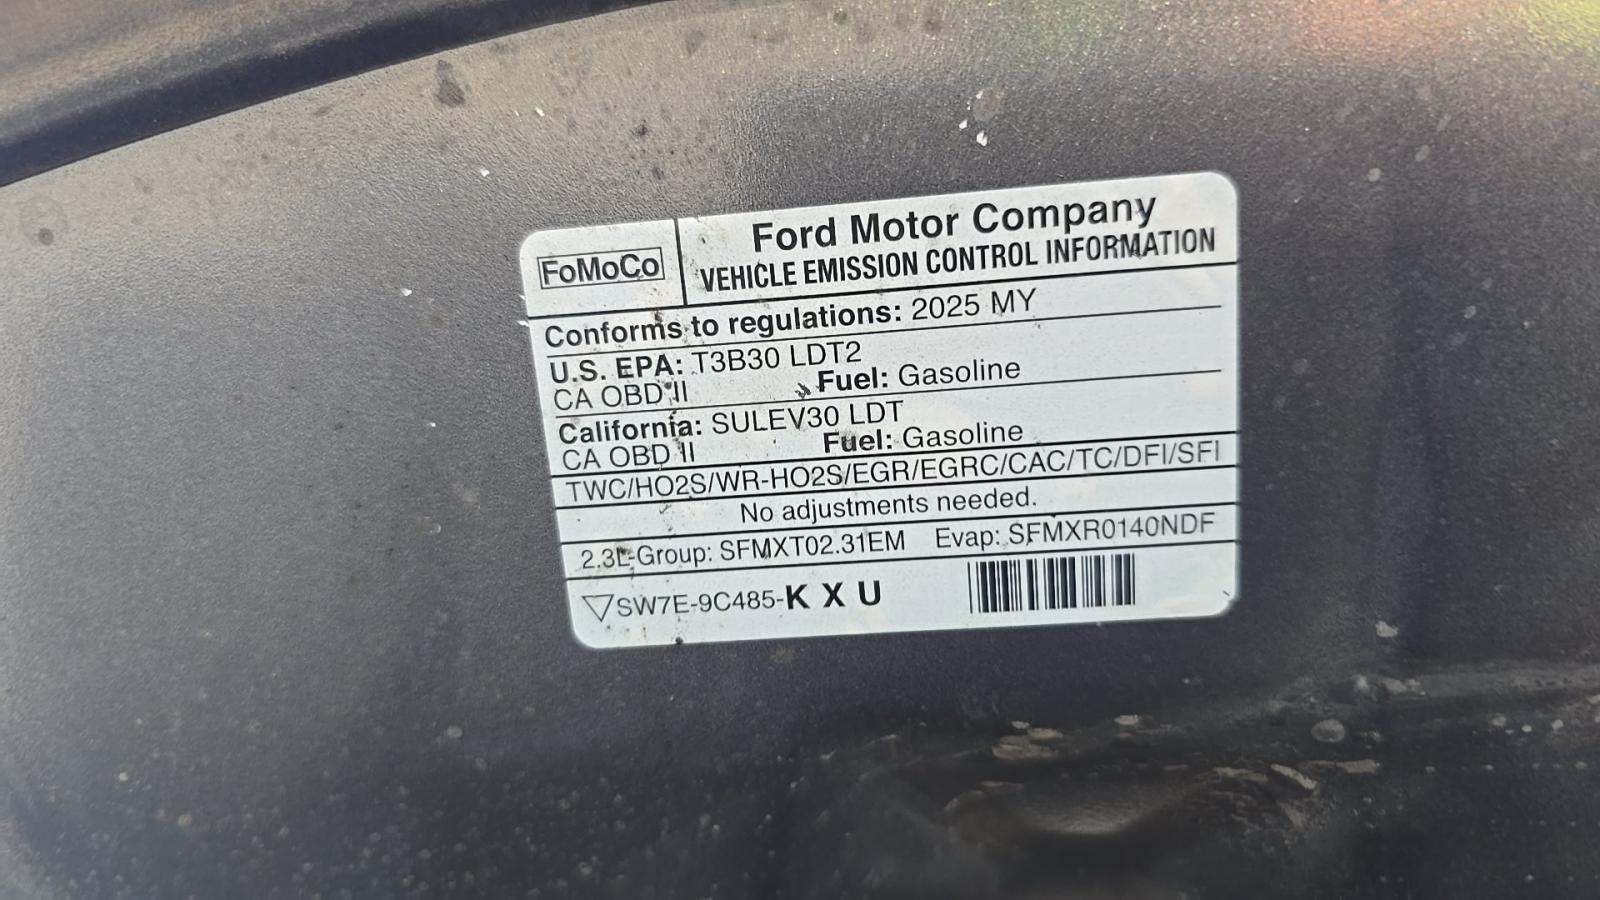 FoMoCo
Ford Motor Company
VEHICLE EMISSION CONTROL INFORMATION
Conforms to regulations: 2025 MY
U.S. EPA: T3B30 LDT2
CA OBD II Fuel: Gasoline
California: SULEV30 LDT
CA OBD II Fuel: Gasoline
TWC/HO2S/WR-HO2S/EGR/EGRC/CAC/TC/DFI/SFI
No adjustments needed.
2.3L-Group: SFMXT02.31EM Evap: SFMXR0140NDF
SW7E-9C485-K X U